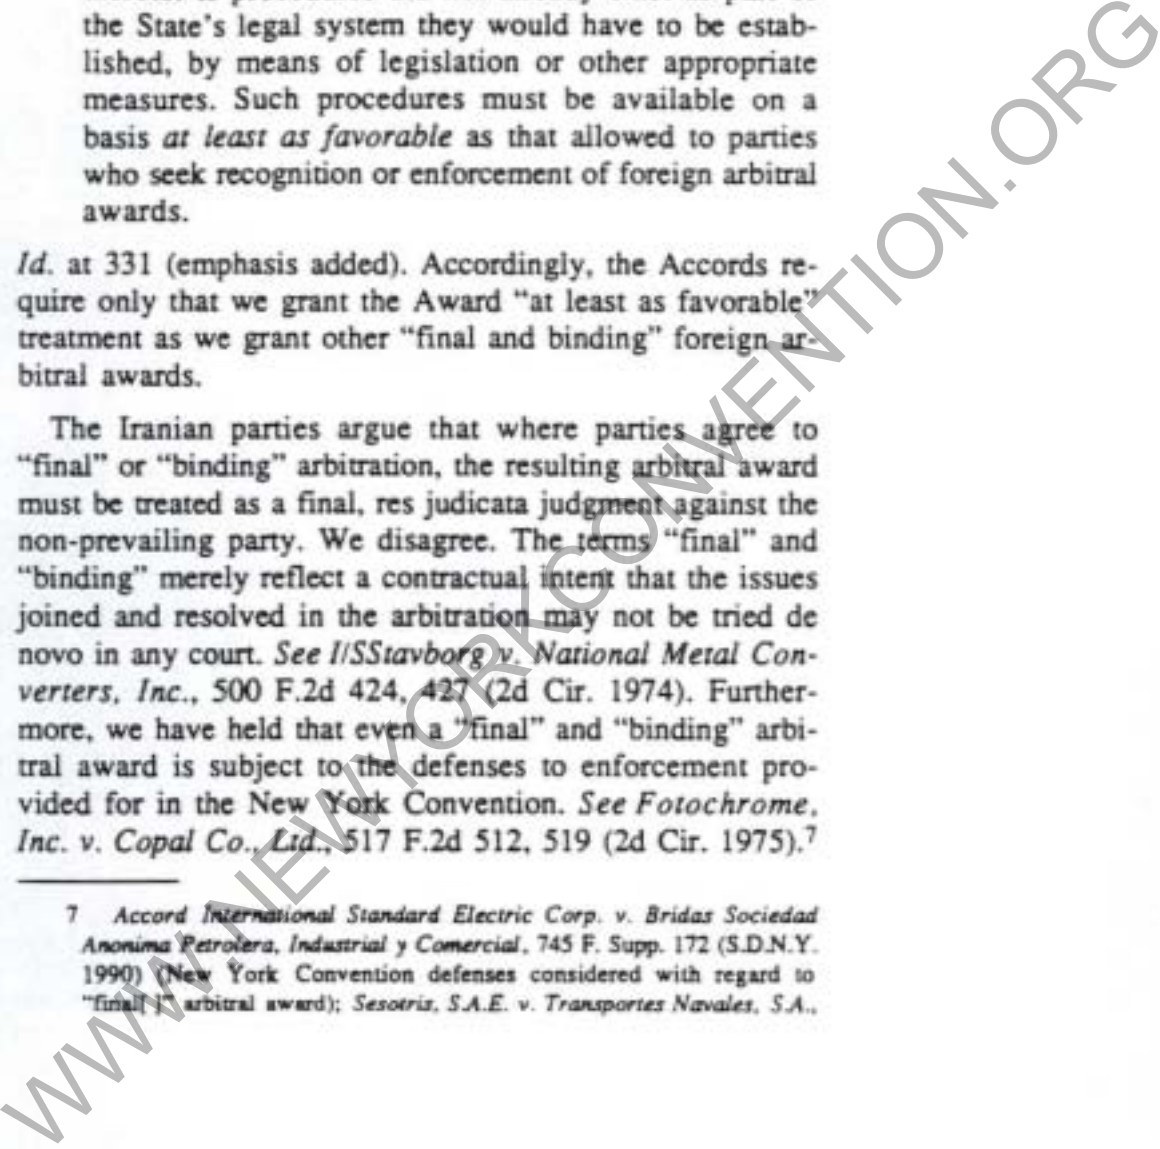 the State's legal system they would have to be estab-
lished, by means of legislation or other appropriate
measures. Such procedures must be available on a
basis at least as favorable as that allowed to parties
who seek recognition or enforcement of foreign arbitral
awards.
Id. at 331 (emphasis added). Accordingly, the Accords re-
quire only that we grant the Award “at least as favorable”
treatment as we grant other “final and binding” foreign ar-
bitral awards.
The Iranian parties argue that where parties agree to
“final” or “binding” arbitration, the resulting arbitral award
must be treated as a final, res judicata judgment against the
non-prevailing party. We disagree. The terms “final” and
“binding” merely reflect a contractual intent that the issues
joined and resolved in the arbitration may not be tried de
novo in any court. See I/SStavborg v. National Metal Con-
verters, Inc., 500 F.2d 424, 427 (2d Cir. 1974). Further-
more, we have held that even a “final” and “binding” arbi-
tral award is subject to the defenses to enforcement pro-
vided for in the New York Convention. See Fotochrome,
Inc. v. Copal Co., Ltd., 517 F.2d 512, 519 (2d Cir. 1975).7
7 Accord International Standard Electric Corp. v. Bridas Sociedad
Anonima Petrolera, Industrial y Comercial, 745 F. Supp. 172 (S.D.N.Y.
1990) (New York Convention defenses considered with regard to
“final[ ]” arbitral award); Sesotris, S.A.E. v. Transportes Navales, S.A.,
WWW.NEWYORKCONVENTION.ORG